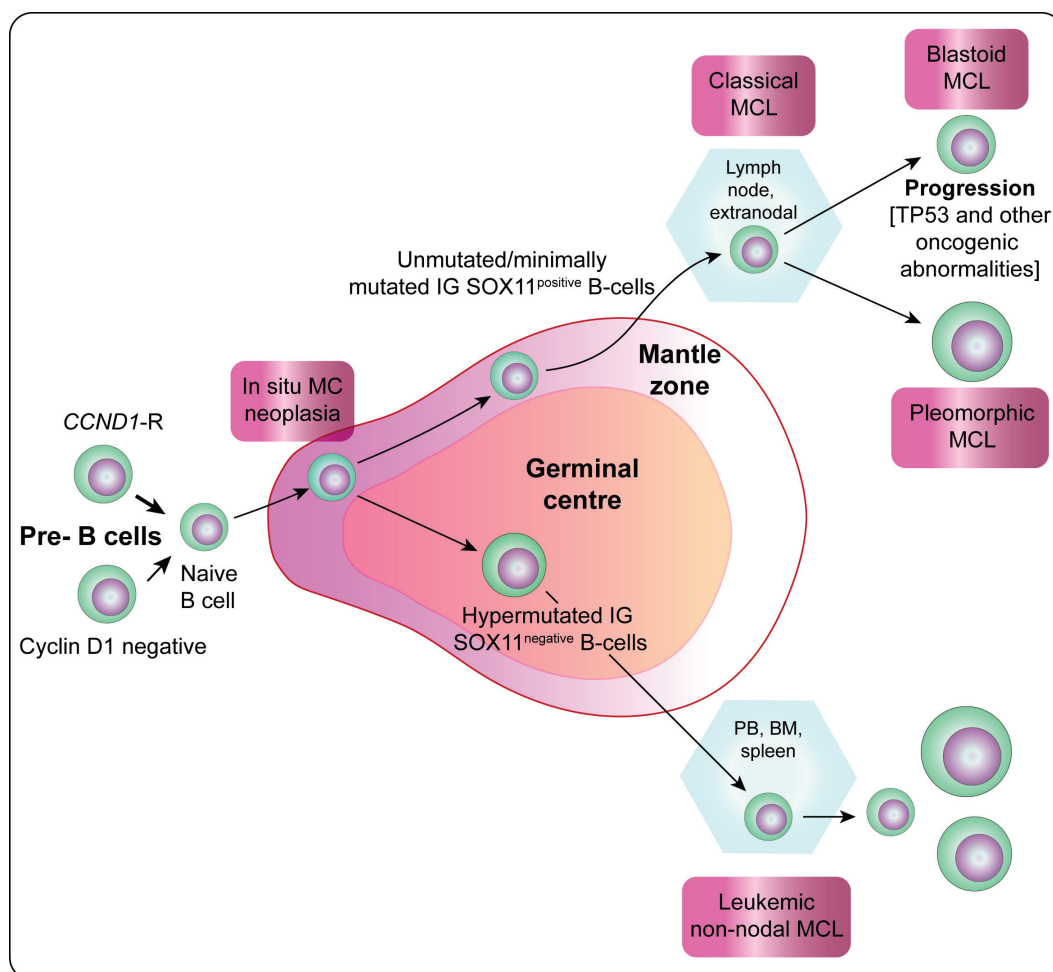 Classical
MCL
Blastoid
MCL
Lymph
node,
extranodal
Progression
[TP53 and other
oncogenic
abnormalities]
Unmutated/minimally
mutated IG SOX11positive B-cells
Mantle
zone
In situ MC
neoplasia
Pleomorphic
MCL
CCND1-R
Germinal
centre
Pre- B cells
Naive
B cell
Cyclin D1 negative
Hypermutated IG
SOX11negative B-cells
PB, BM,
spleen
Leukemic
non-nodal MCL